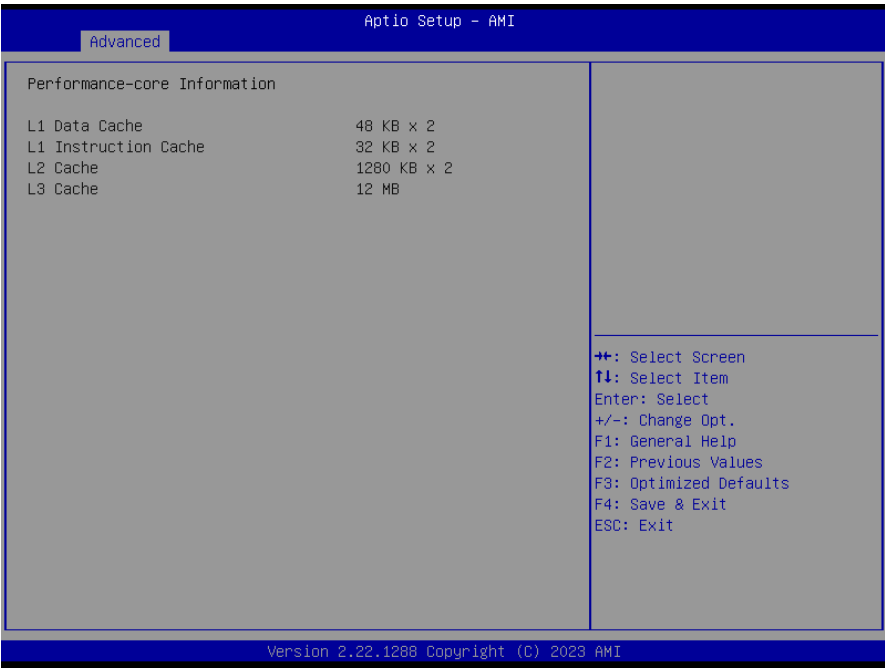 Aptio Setup - AMI
Advanced
Performance-core Information
L1 Data Cache 48 KB x 2
L1 Instruction Cache 32 KB x 2
L2 Cache 1280 KB x 2
L3 Cache 12 MB
→←: Select Screen
↑↓: Select Item
Enter: Select
+/-: Change Opt.
F1: General Help
F2: Previous Values
F3: Optimized Defaults
F4: Save & Exit
ESC: Exit
Version 2.22.1288 Copyright (C) 2023 AMI